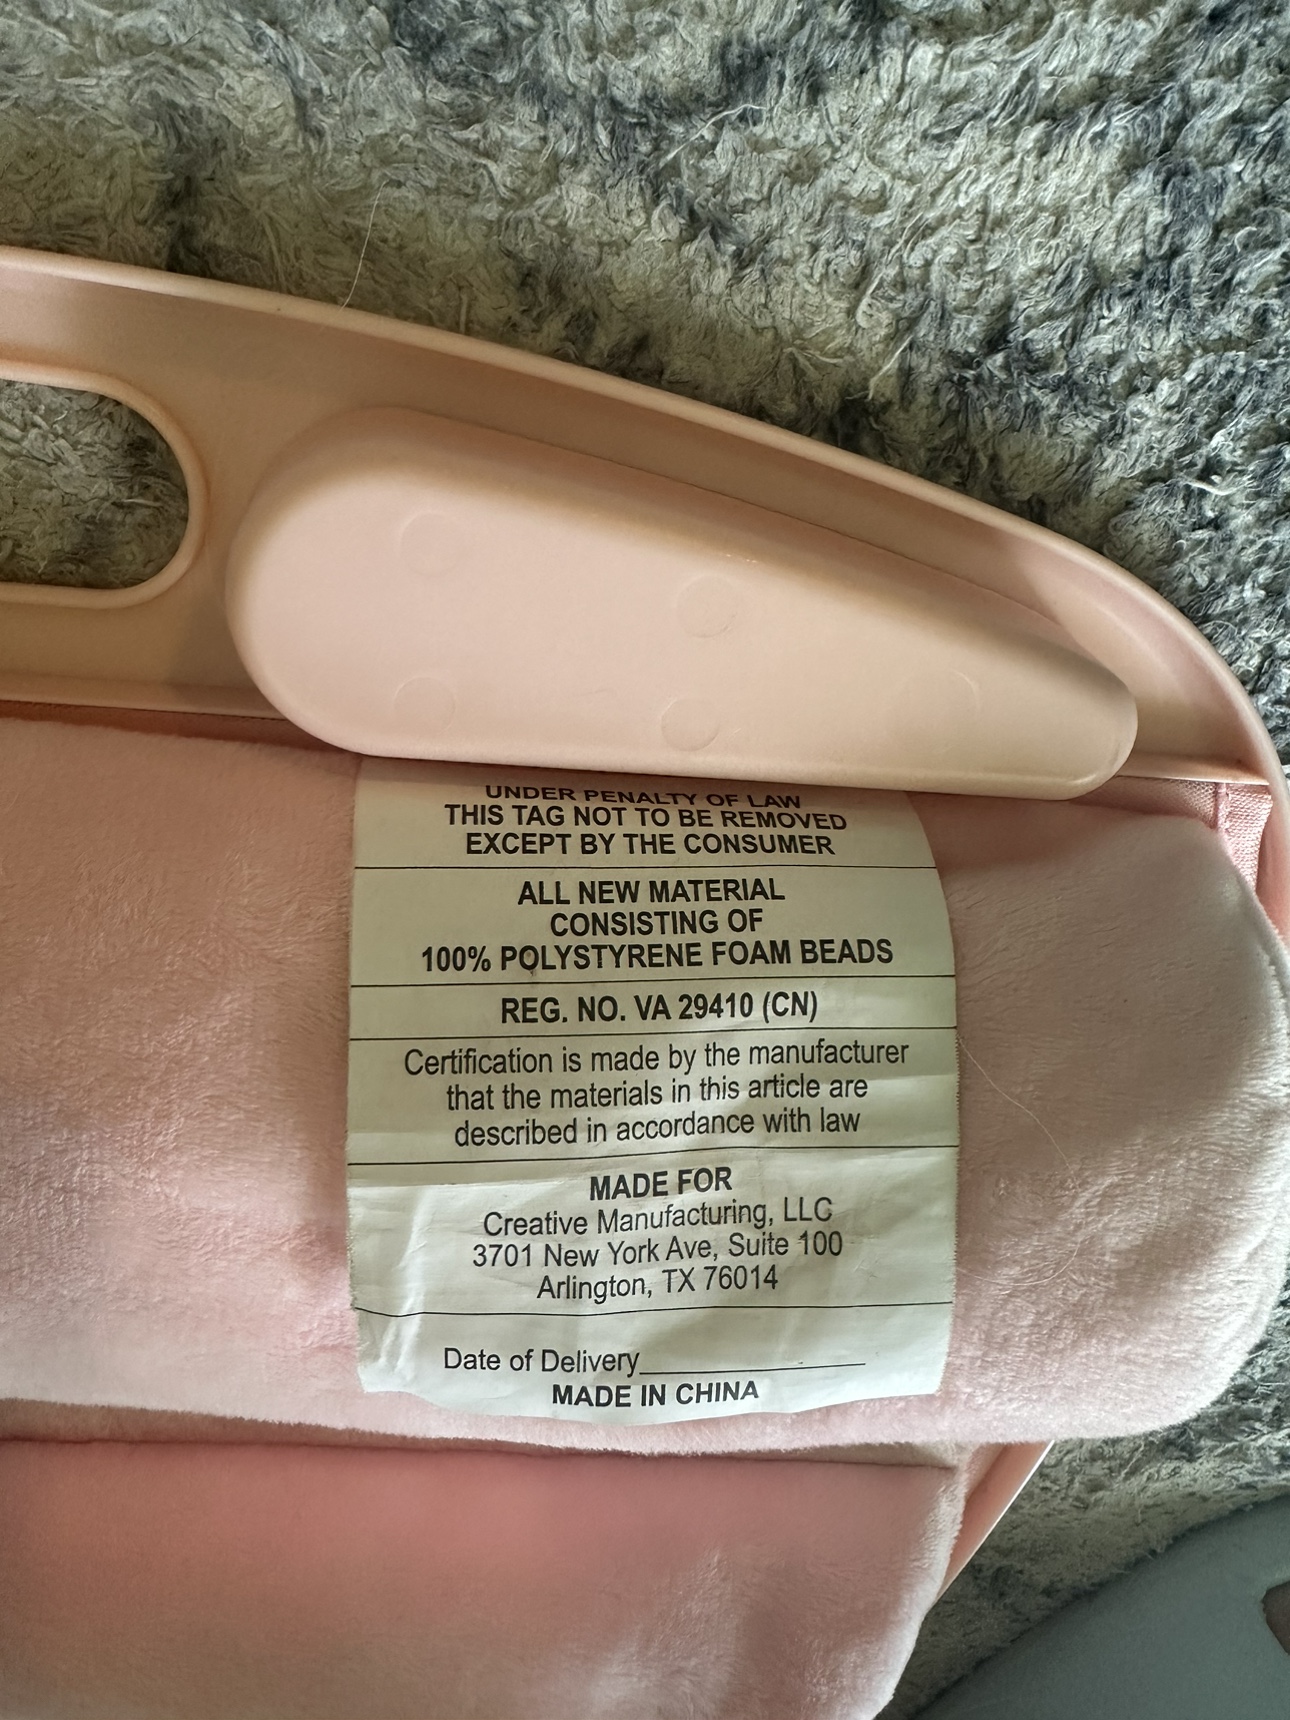 UNDER PENALTY OF LAW
THIS TAG NOT TO BE REMOVED
EXCEPT BY THE CONSUMER
ALL NEW MATERIAL
CONSISTING OF
100% POLYSTYRENE FOAM BEADS
REG. NO. VA 29410 (CN)
Certification is made by the manufacturer
that the materials in this article are
described in accordance with law
MADE FOR
Creative Manufacturing, LLC
3701 New York Ave, Suite 100
Arlington, TX 76014
Date of Delivery
MADE IN CHINA